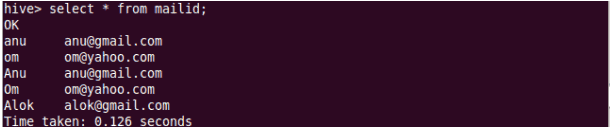 hive> select * from mailid;
OK
anu anu@gmail.com
om om@yahoo.com
Anu anu@gmail.com
Om om@yahoo.com
Alok alok@gmail.com
Time taken: 0.126 seconds